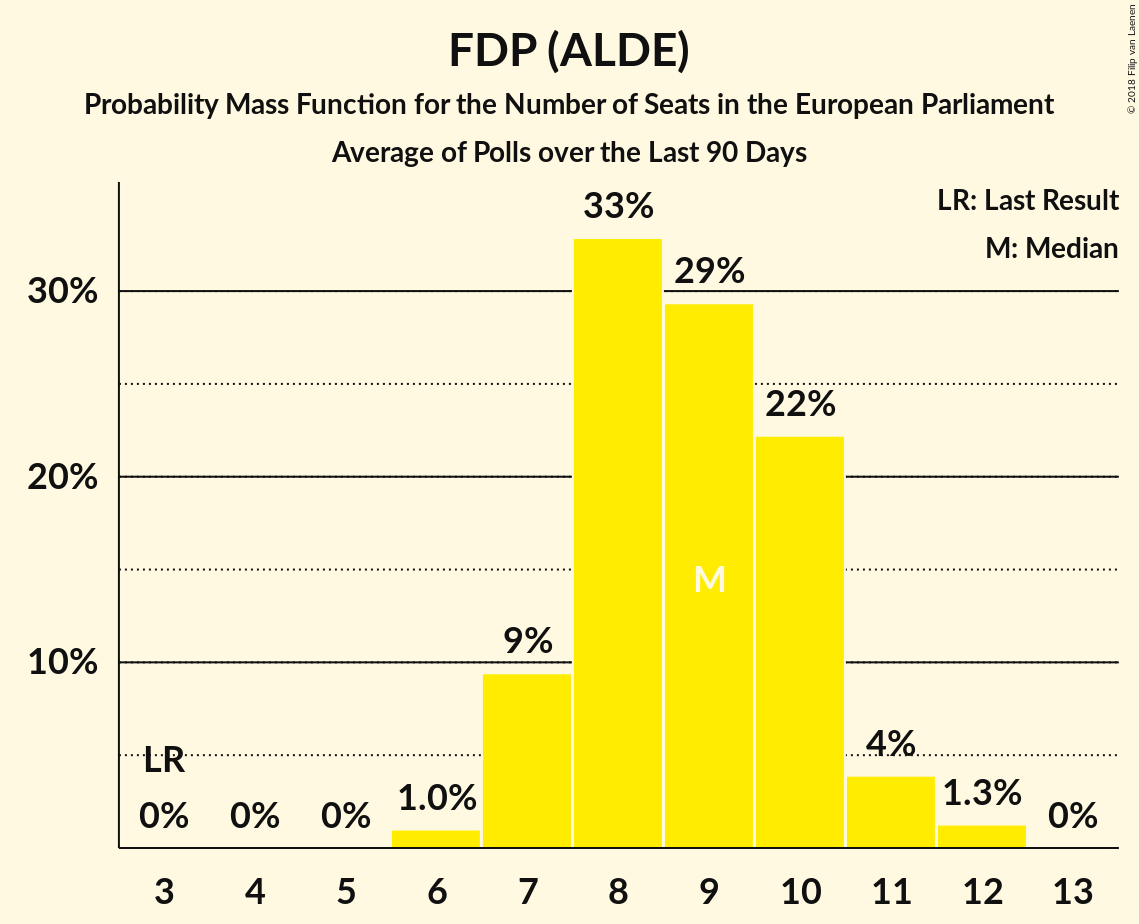 FDP (ALDE)
Probability Mass Function for the Number of Seats in the European Parliament
Average of Polls over the Last 90 Days
© 2018 Filip van Laenen
LR: Last Result
M: Median
33%
29%
30%
22%
20%
M
9%
10%
4%
LR
1.0%
1.3%
0%
0%
0%
0%
3 4 5 6 7 8 9 10 11 12 13